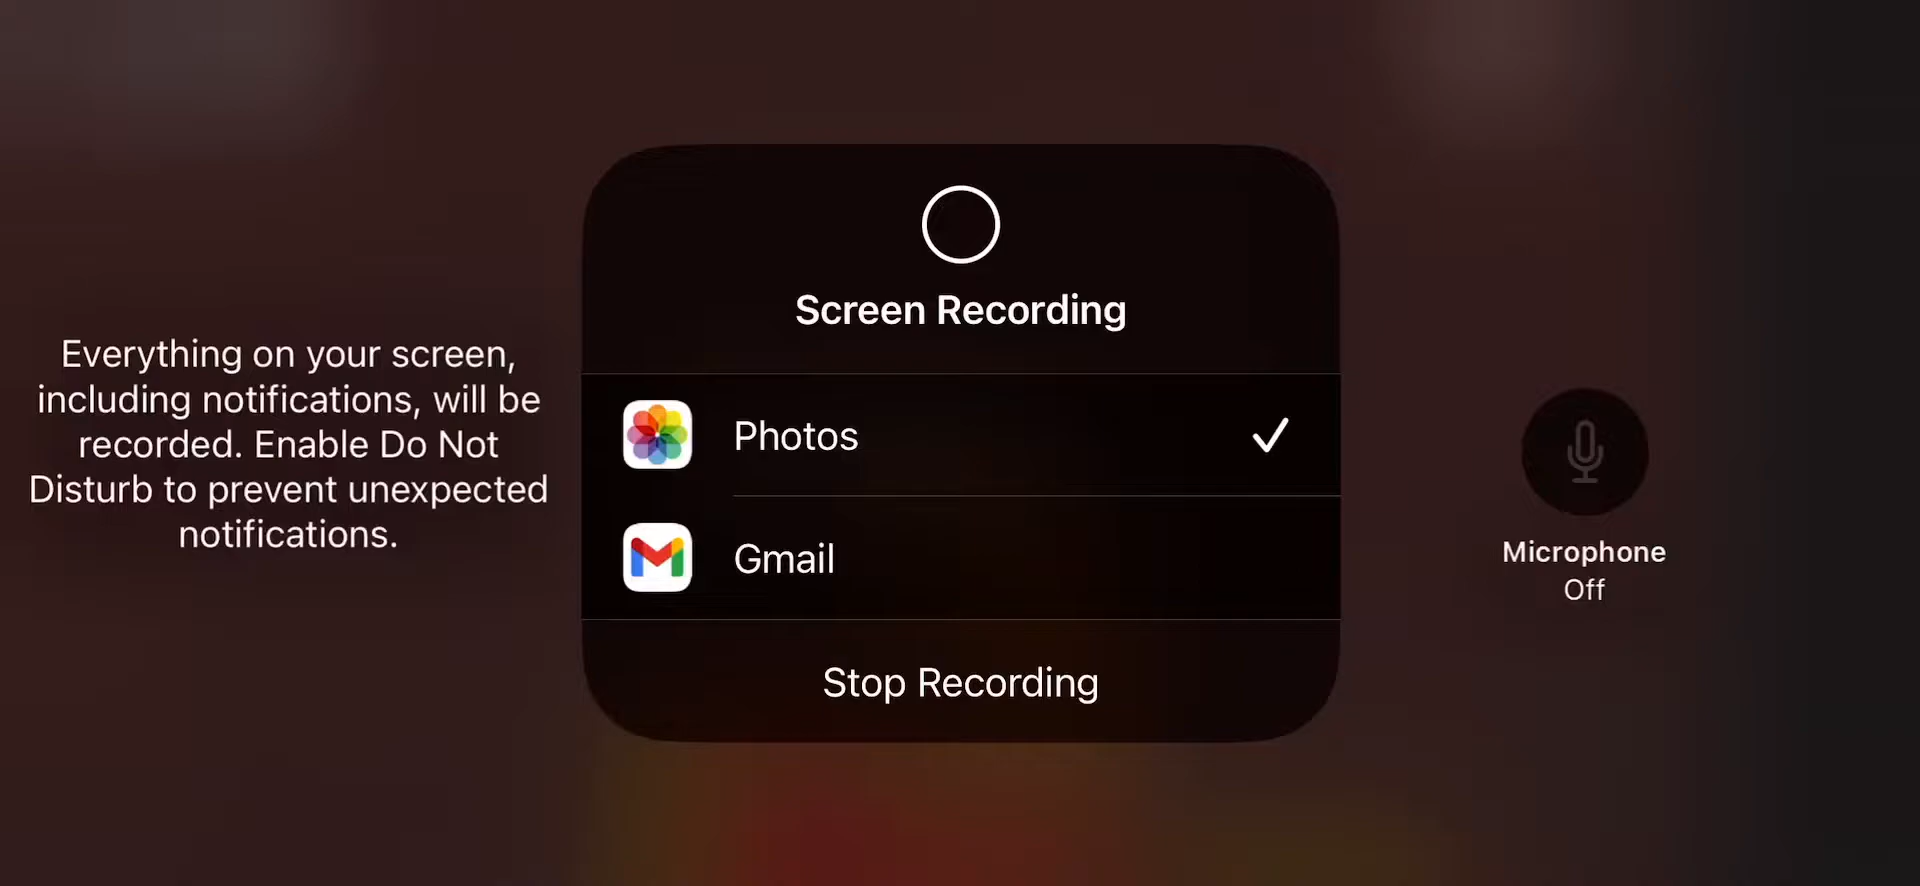 Everything on your screen,
including notifications, will be
recorded. Enable Do Not
Disturb to prevent unexpected
notifications.
Screen Recording
Photos
Gmail
Stop Recording
Microphone
Off